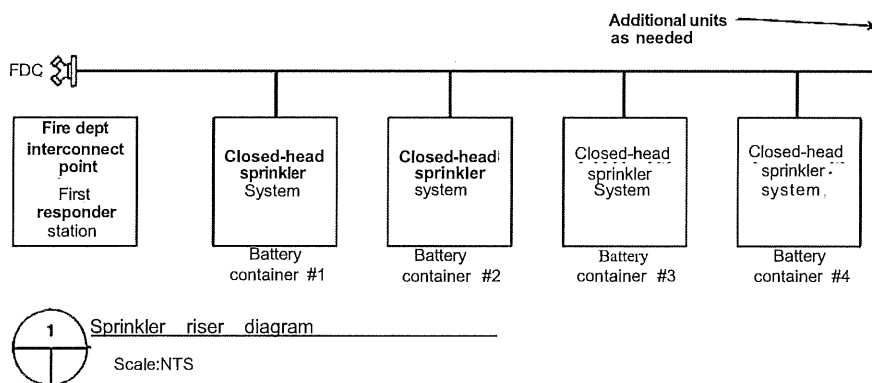 Additional units
as needed
FDC
Fire dept
interconnect
point
First
responder
station
Closed-head
sprinkler
System
Battery
container #1
Closed-head
sprinkler
system
Battery
container #2
Closed-head
sprinkler
System
Battery
container #3
Closed-head
sprinkler
system
Battery
container #4
1
Sprinkler riser diagram
Scale:NTS